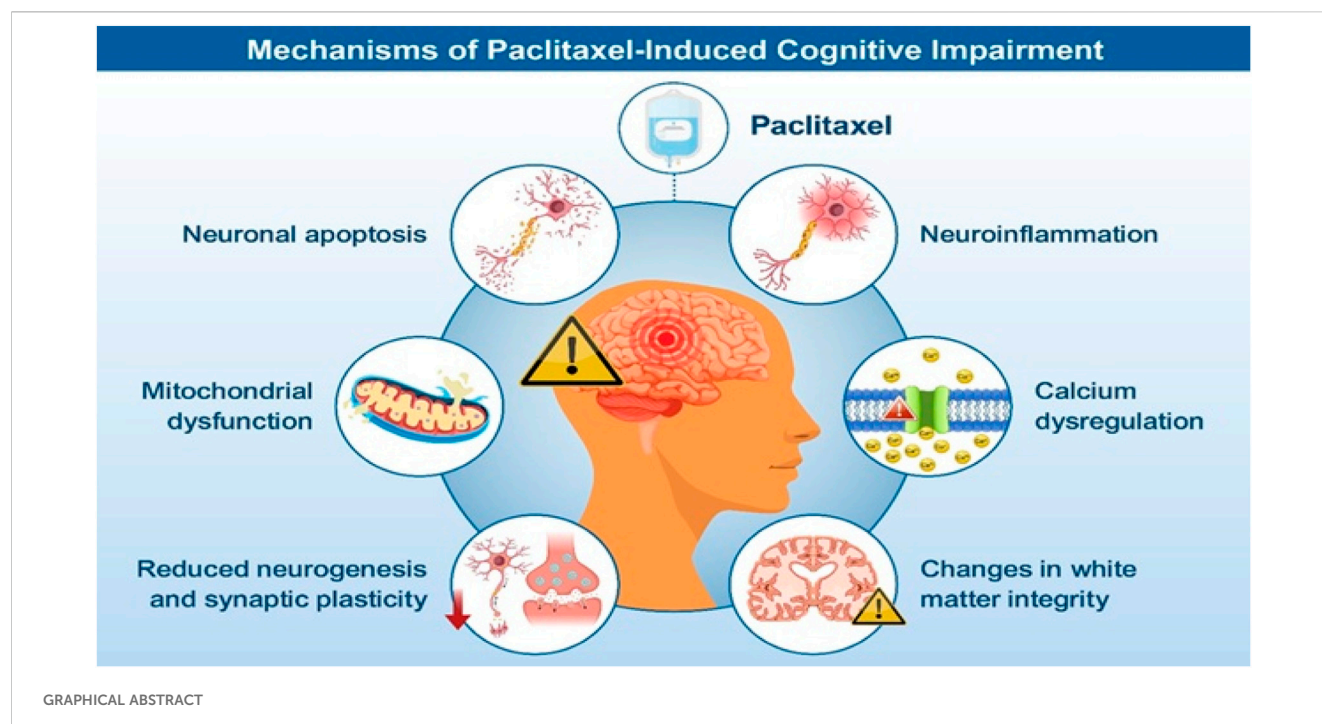 Mechanisms of Paclitaxel-Induced Cognitive Impairment
Paclitaxel
Neuronal apoptosis
Neuroinflammation
Mitochondrial
dysfunction
Calcium
dysregulation
Reduced neurogenesis
and synaptic plasticity
Changes in white
matter integrity
GRAPHICAL ABSTRACT